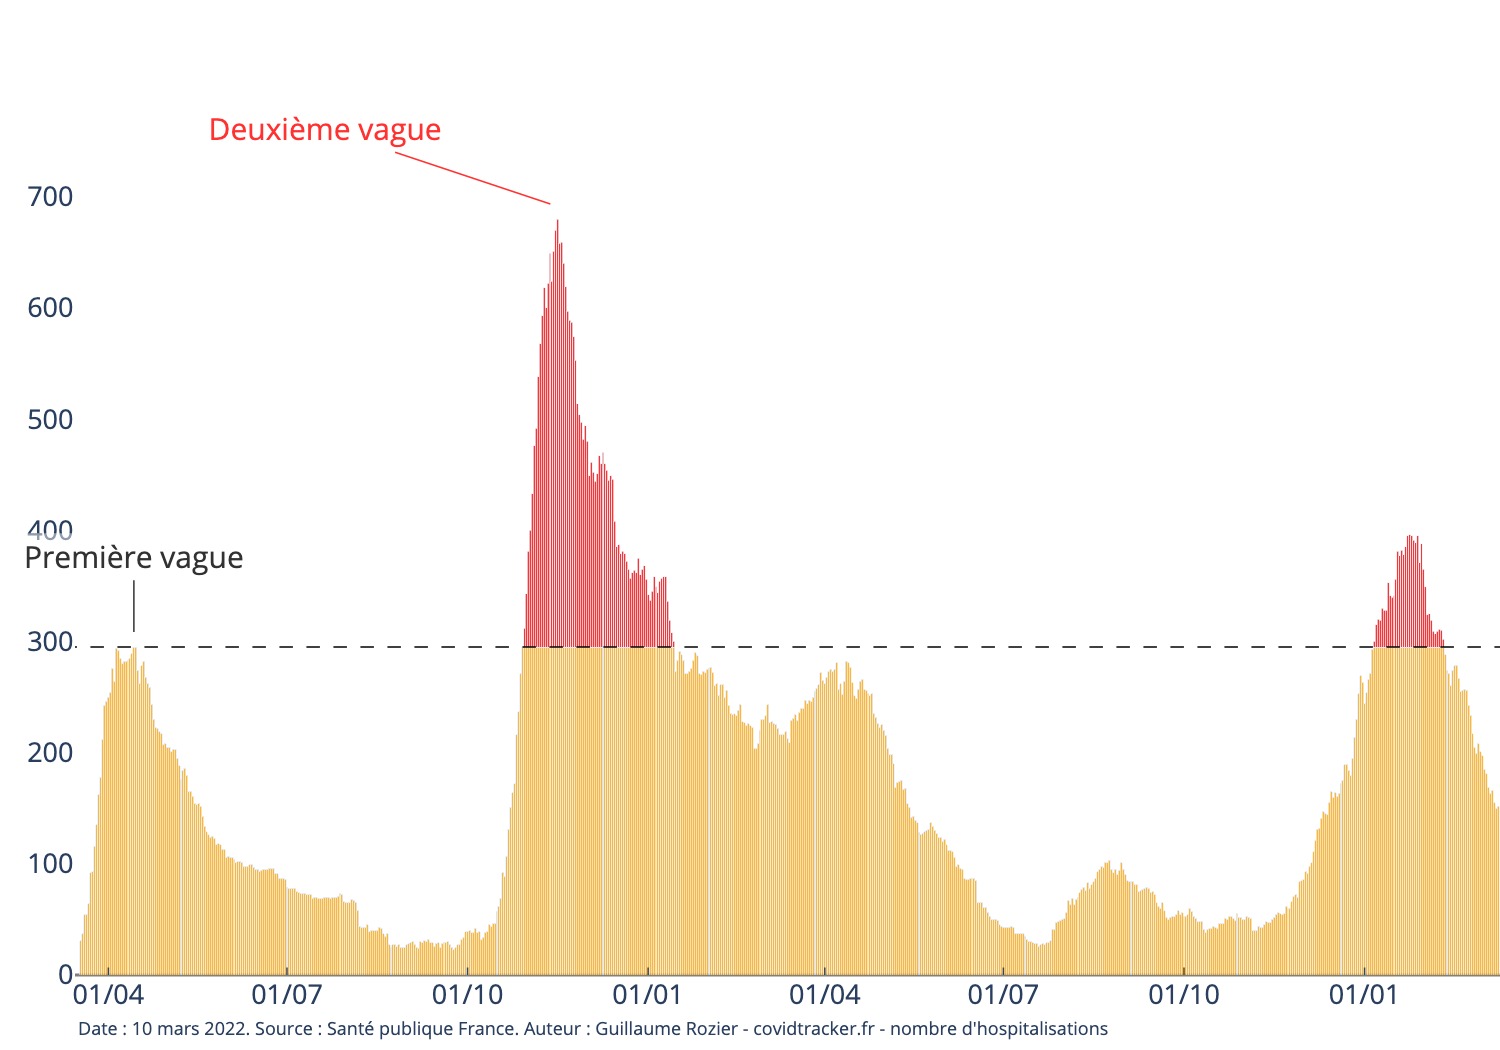 Deuxième vague
700
600
500
400
Première vague
300
200
100
0
01/04 01/07 01/10 01/01 01/04 01/07 01/10 01/01
Date : 10 mars 2022. Source : Santé publique France. Auteur : Guillaume Rozier - covidtracker.fr - nombre d'hospitalisations